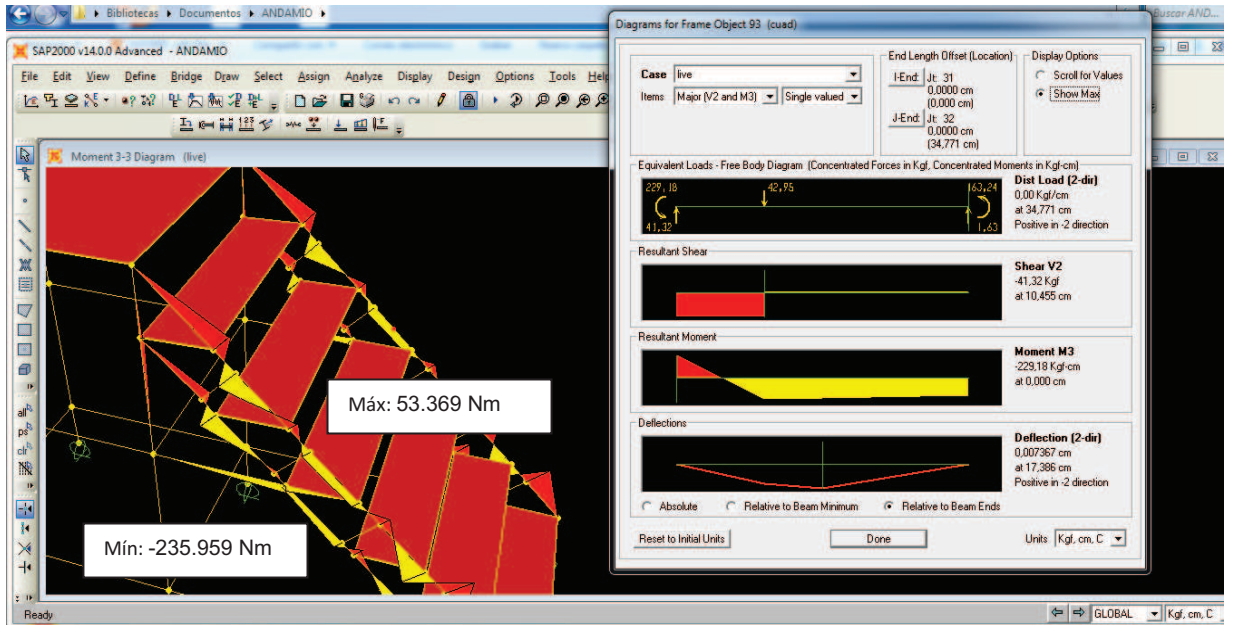 Bibliotecas ▸ Documentos ▸ ANDAMIO ▸
Buscar AND...
SAP2000 v14.0.0 Advanced - ANDAMIO
File Edit View Define Bridge Draw Select Assign Analyze Display Design Options Tools Help
Moment 3-3 Diagram (live)
all
ps
clr
Máx: 53.369 Nm
Mín: -235.959 Nm
Ready
GLOBAL
Kgf, cm, C
Diagrams for Frame Object 93 (cuad)
Case live
Items Major (V2 and M3) Single valued
End Length Offset (Location)
I-End: Jt: 31
0,0000 cm
(0,0000 cm)
J-End: Jt: 32
0,0000 cm
(34,771 cm)
Display Options
Scroll for Values
Show Max
Equivalent Loads - Free Body Diagram (Concentrated Forces in Kgf, Concentrated Moments in Kgf-cm)
229,18 42,95 163,24
41,32 1,63
Dist Load (2-dir)
0,00 Kgf/cm
at 34,771 cm
Positive in -2 direction
Resultant Shear
Shear V2
-41,32 Kgf
at 10,455 cm
Resultant Moment
Moment M3
-229,18 Kgf-cm
at 0,000 cm
Deflections
Deflection (2-dir)
0,007367 cm
at 17,386 cm
Positive in -2 direction
Absolute Relative to Beam Minimum Relative to Beam Ends
Reset to Initial Units Done Units Kgf, cm, C